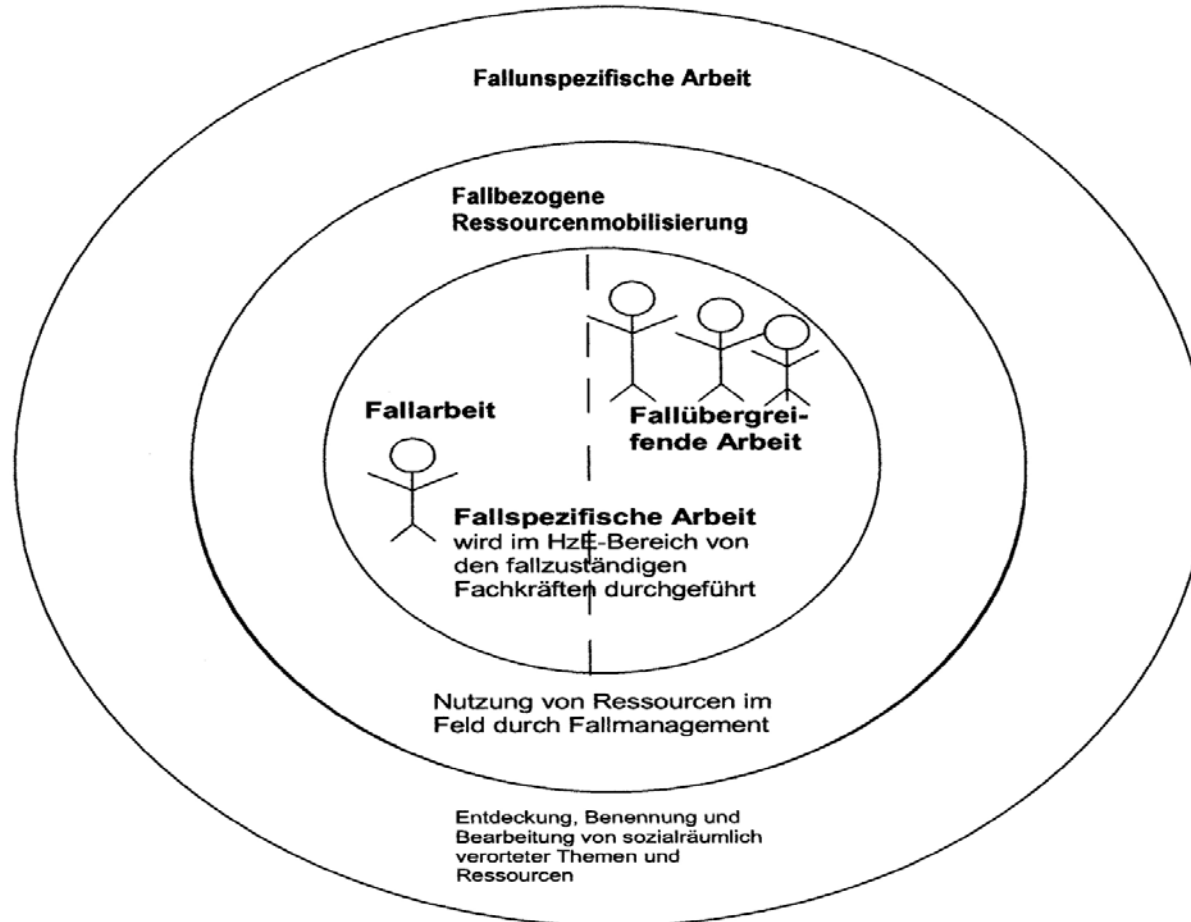 Fallunspezifische Arbeit
Fallbezogene
Ressourcenmobilisierung
Fallarbeit
Fallübergrei-
fende Arbeit
Fallspezifische Arbeit
wird im HzE-Bereich von
den fallzuständigen
Fachkräften durchgeführt
Nutzung von Ressourcen im
Feld durch Fallmanagement
Entdeckung, Benennung und
Bearbeitung von sozialräumlich
verorteter Themen und
Ressourcen